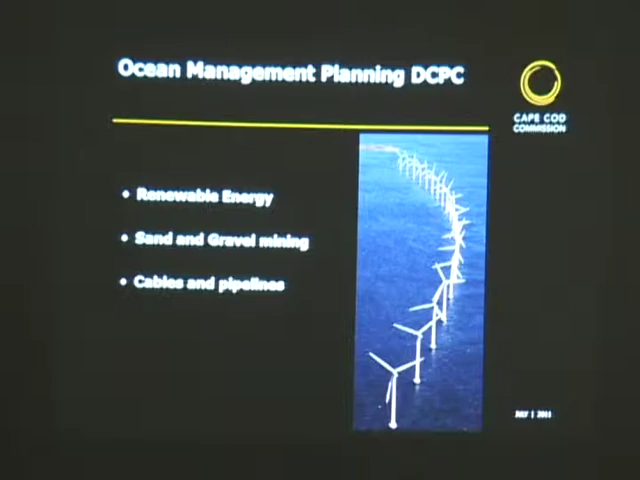 Ocean Management Planning DCPC
CAPE COD
COMMISSION
• Renewable Energy
• Sand and Gravel mining
• Cables and pipelines
JULY | 2011